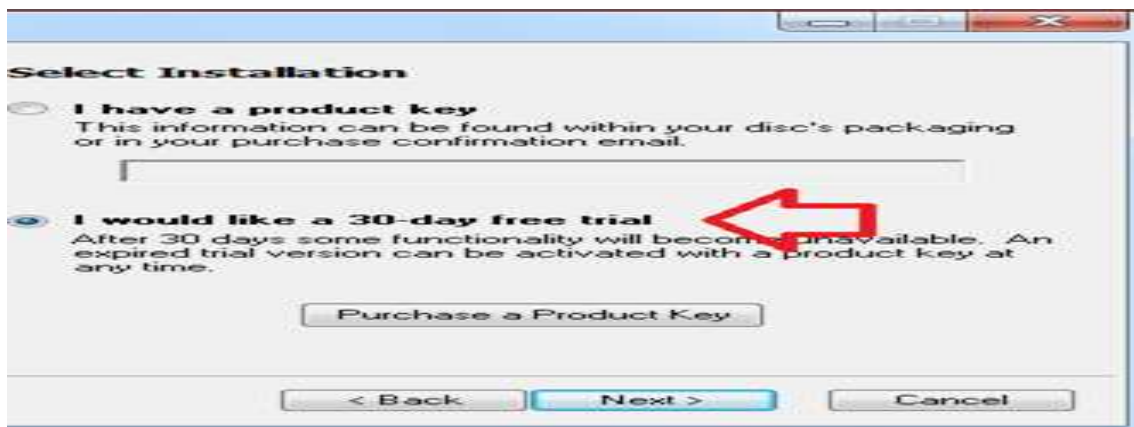 Select Installation
I have a product key
This information can be found within your disc's packaging
or in your purchase confirmation email.
I would like a 30-day free trial
After 30 days some functionality will become unavailable. An
expired trial version can be activated with a product key at
any time.
Purchase a Product Key
< Back
Next >
Cancel